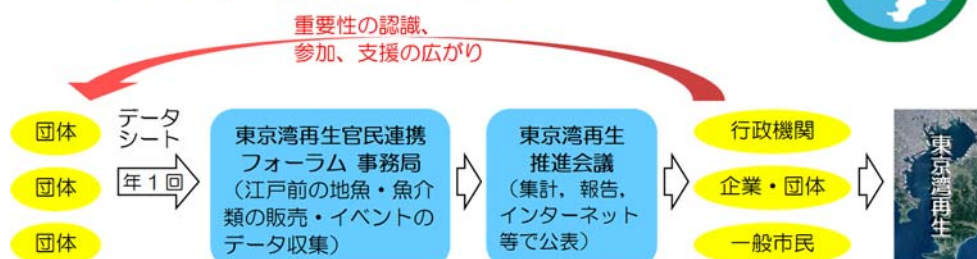 重要性の認識、
参加、支援の広がり
団体
団体
団体
データ
シート
年1回
東京湾再生官民連携
フォーラム 事務局
(江戸前の地魚・魚介
類の販売・イベントの
データ収集)
東京湾再生
推進会議
(集計,報告,
インターネット
等で公表)
行政機関
企業・団体
一般市民
東京湾再生